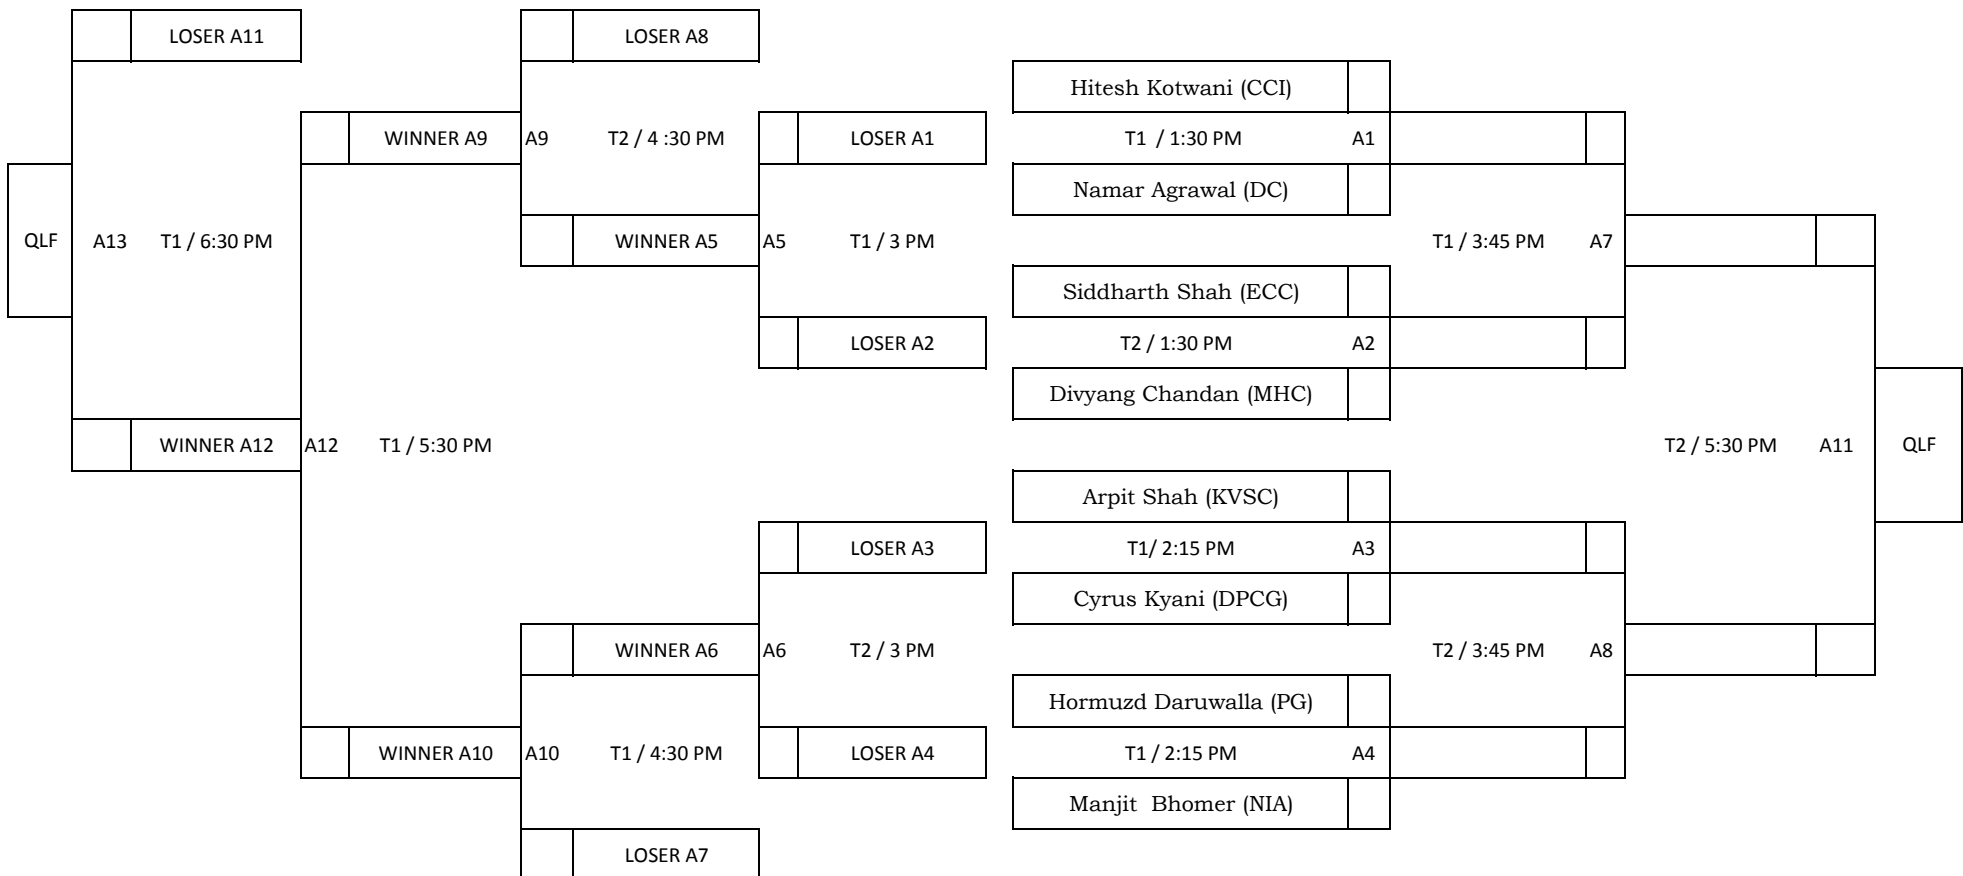 LOSER A11 LOSER A8
Hitesh Kotwani (CCI)
WINNER A9 A9 T2 / 4 :30 PM LOSER A1 T1 / 1:30 PM A1
Namar Agrawal (DC)
QLF A13 T1 / 6:30 PM WINNER A5 A5 T1 / 3 PM T1 / 3:45 PM A7
Siddharth Shah (ECC)
LOSER A2 T2 / 1:30 PM A2
Divyang Chandan (MHC)
WINNER A12 A12 T1 / 5:30 PM T2 / 5:30 PM A11 QLF
Arpit Shah (KVSC)
LOSER A3 T1/ 2:15 PM A3
Cyrus Kyani (DPCG)
WINNER A6 A6 T2 / 3 PM T2 / 3:45 PM A8
Hormuzd Daruwalla (PG)
WINNER A10 A10 T1 / 4:30 PM LOSER A4 T1 / 2:15 PM A4
Manjit Bhomer (NIA)
LOSER A7